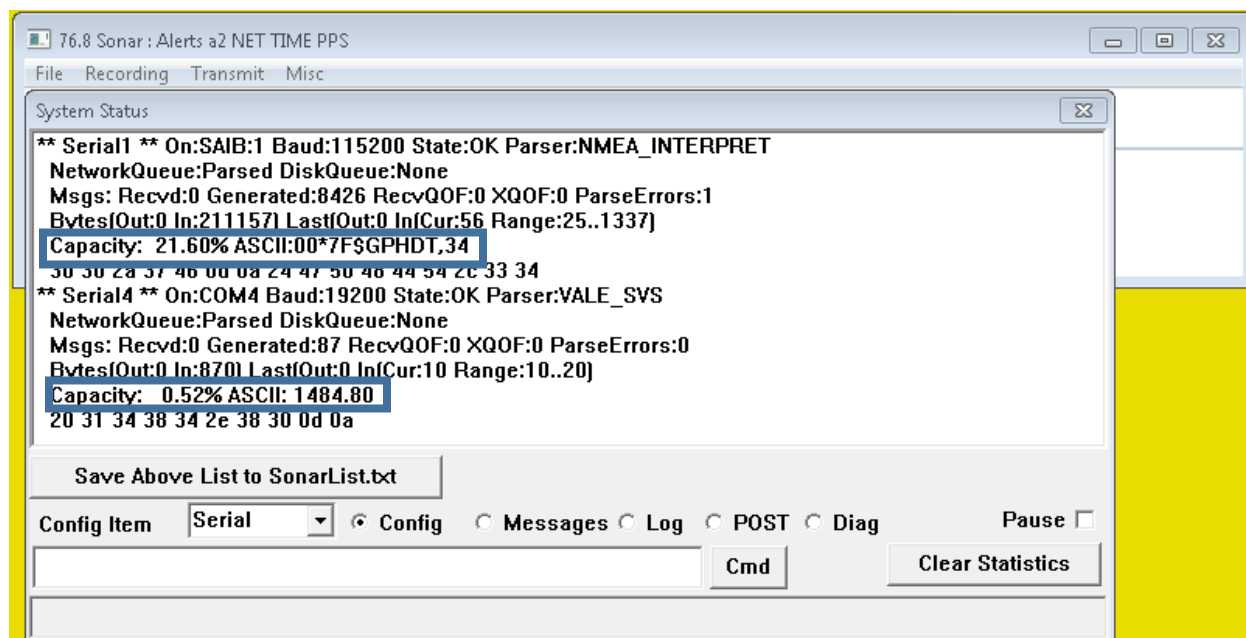 76.8 Sonar : Alerts a2 NET TIME PPS
File Recording Transmit Misc
System Status
** Serial1 ** On:SAIB:1 Baud:115200 State:OK Parser:NMEA_INTERPRET
NetworkQueue:Parsed DiskQueue:None
Msgs: Recvd:0 Generated:8426 RecvQOF:0 XQOF:0 ParseErrors:1
Bytes(Out:0 In:211157) Last(Out:0 In(Cur:56 Range:25..1337)
Capacity: 21.60% ASCII:00*7F$GPHDT,34
30 30 2a 37 46 0d 0a 24 47 50 48 44 54 2c 33 34
** Serial4 ** On:COM4 Baud:19200 State:OK Parser:VALE_SVS
NetworkQueue:Parsed DiskQueue:None
Msgs: Recvd:0 Generated:87 RecvQOF:0 XQOF:0 ParseErrors:0
Bytes(Out:0 In:870) Last(Out:0 In(Cur:10 Range:10..20)
Capacity: 0.52% ASCII: 1484.80
20 31 34 38 34 2e 38 30 0d 0a
Save Above List to SonarList.txt
Config Item Serial Config Messages Log POST Diag Pause
Cmd Clear Statistics